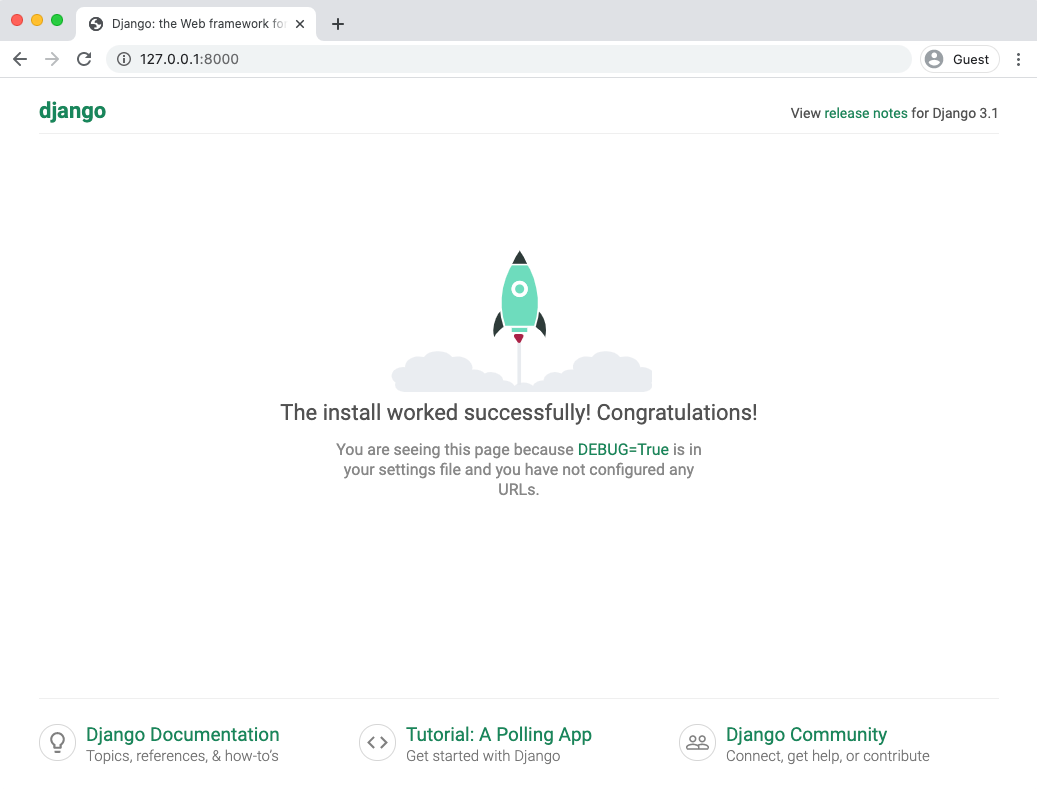 Django: the Web framework fo
127.0.0.1:8000
Guest
django
View release notes for Django 3.1
The install worked successfully! Congratulations!
You are seeing this page because DEBUG=True is in
your settings file and you have not configured any
URLs.
Django Documentation
Topics, references, & how-to's
Tutorial: A Polling App
Get started with Django
Django Community
Connect, get help, or contribute